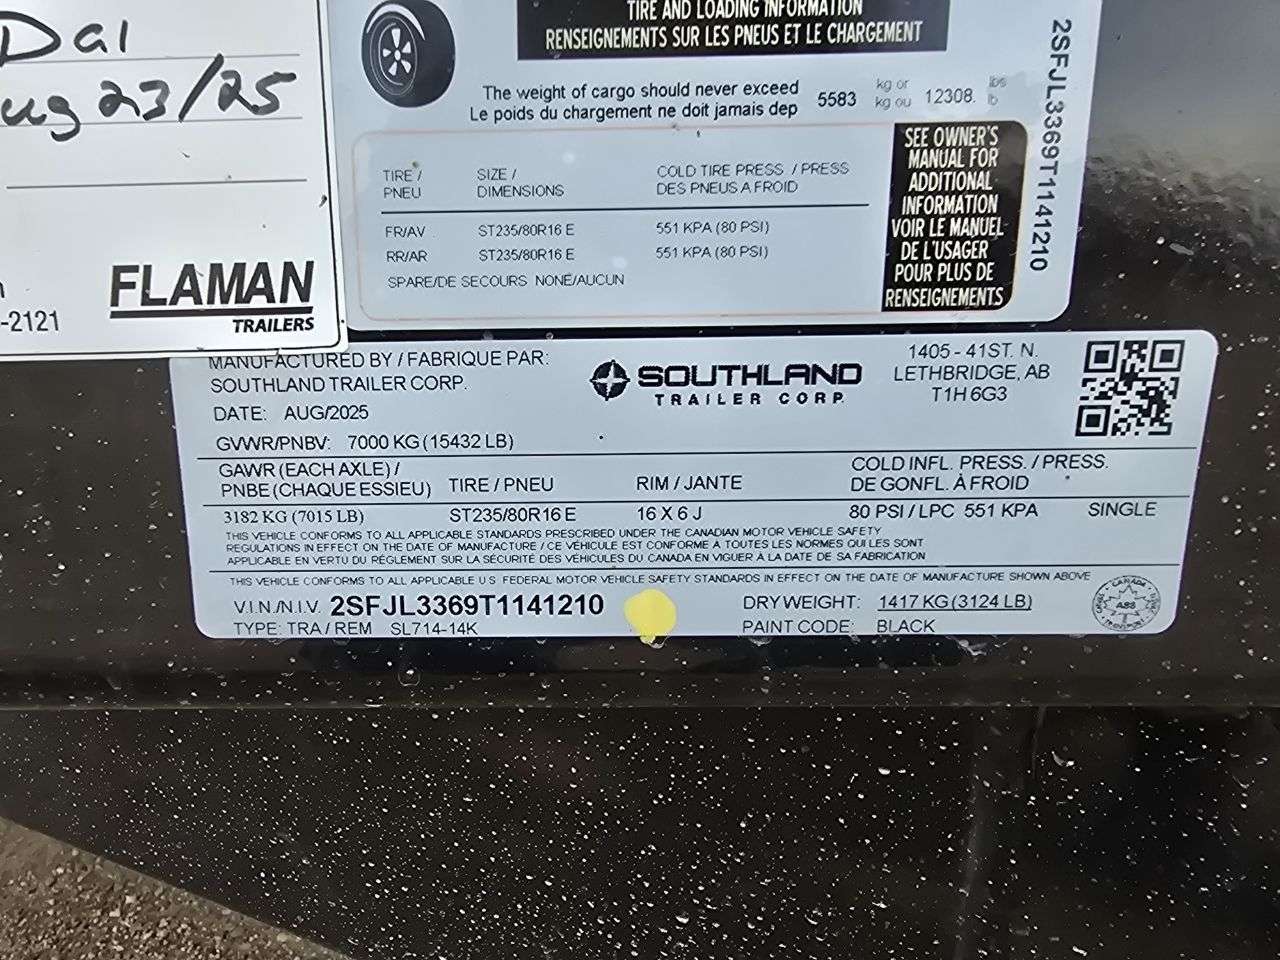 Dal
ug 23/25
-2121
FLAMAN
TRAILERS
TIRE AND LOADING INFORMATION
RENSEIGNEMENTS SUR LES PNEUS ET LE CHARGEMENT
The weight of cargo should never exceed
Le poids du chargement ne doit jamais dep
5583 kg or 12308. lbs
kg ou lb
TIRE / SIZE / COLD TIRE PRESS. / PRESS
PNEU DIMENSIONS DES PNEUS A FROID
FR/AV ST235/80R16 E 551 KPA (80 PSI)
RR/AR ST235/80R16 E 551 KPA (80 PSI)
SPARE/DE SECOURS NONE/AUCUN
SEE OWNER'S
MANUAL FOR
ADDITIONAL
INFORMATION
VOIR LE MANUEL
DE L'USAGER
POUR PLUS DE
RENSEIGNEMENTS
2SFJL3369T1141210
MANUFACTURED BY / FABRIQUE PAR:
SOUTHLAND TRAILER CORP.
DATE: AUG/2025
GVWR/PNBV: 7000 KG (15432 LB)
SOUTHLAND
TRAILER CORP.
1405 - 41ST. N.
LETHBRIDGE, AB
T1H 6G3
GAWR (EACH AXLE) /
PNBE (CHAQUE ESSIEU) TIRE / PNEU RIM / JANTE
COLD INFL. PRESS. / PRESS.
DE GONFL. À FROID
3182 KG (7015 LB) ST235/80R16 E 16 X 6 J 80 PSI / LPC 551 KPA SINGLE
THIS VEHICLE CONFORMS TO ALL APPLICABLE STANDARDS PRESCRIBED UNDER THE CANADIAN MOTOR VEHICLE SAFETY
REGULATIONS IN EFFECT ON THE DATE OF MANUFACTURE / CE VÉHICULE EST CONFORME A TOUTES LES NORMES QUI LES SONT
APPLICABLE EN VERTU DU RÉGLEMENT SUR LA SÉCURITÉ DES VÉHICULES DU CANADA EN VIGUER À LA DATE DE SA FABRICATION
THIS VEHICLE CONFORMS TO ALL APPLICABLE U.S. FEDERAL MOTOR VEHICLE SAFETY STANDARDS IN EFFECT ON THE DATE OF MANUFACTURE SHOWN ABOVE
V.I.N./N.I.V. 2SFJL3369T1141210 DRY WEIGHT: 1417 KG (3124 LB)
TYPE: TRA / REM SL714-14K PAINT CODE: BLACK
CANADA
ABS
TRANSPORT